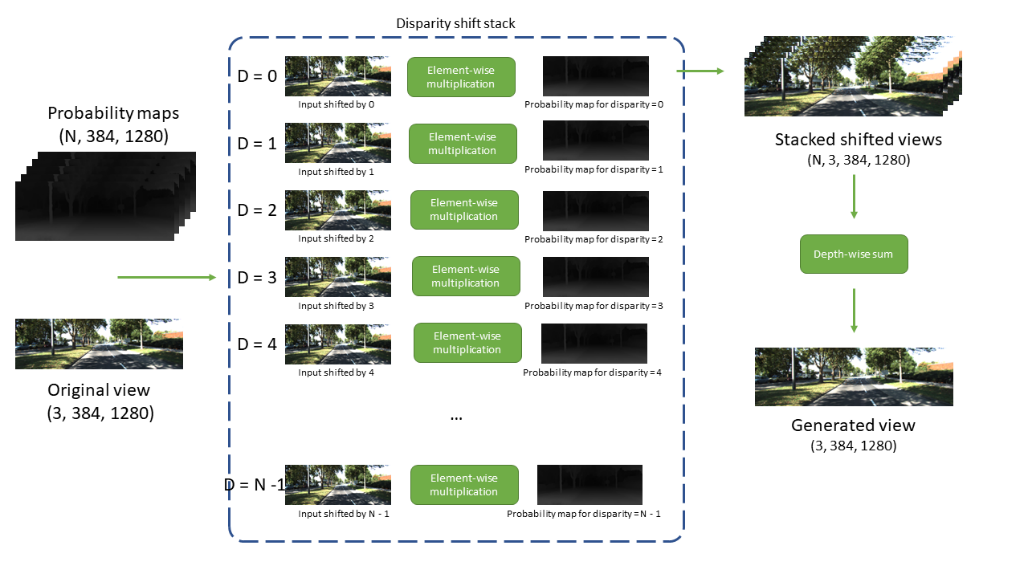 Disparity shift stack
Probability maps
(N, 384, 1280)
Original view
(3, 384, 1280)
D = 0
Element-wise
multiplication
Input shifted by 0
Probability map for disparity = 0
D = 1
Element-wise
multiplication
Input shifted by 1
Probability map for disparity = 1
D = 2
Element-wise
multiplication
Input shifted by 2
Probability map for disparity = 2
D = 3
Element-wise
multiplication
Input shifted by 3
Probability map for disparity = 3
D = 4
Element-wise
multiplication
Input shifted by 4
Probability map for disparity = 4
...
D = N -1
Element-wise
multiplication
Input shifted by N - 1
Probability map for disparity = N - 1
Stacked shifted views
(N, 3, 384, 1280)
Depth-wise sum
Generated view
(3, 384, 1280)